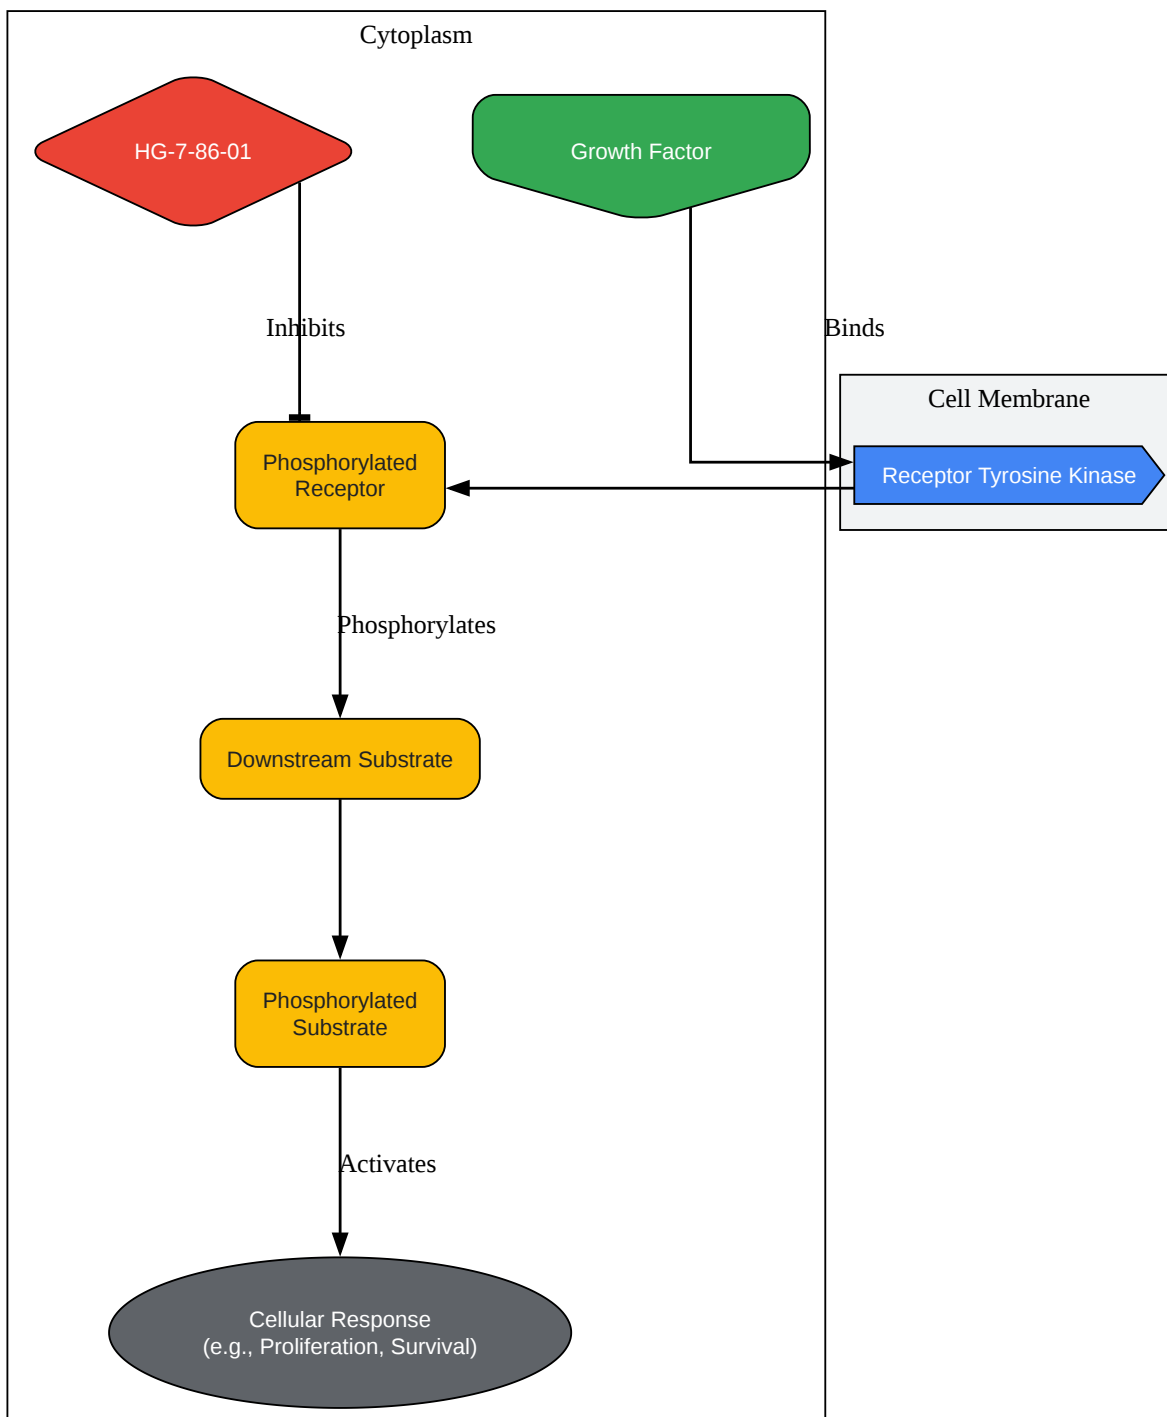 Cytoplasm
HG-7-86-01
Growth Factor
Inhibits
Binds
Cell Membrane
Phosphorylated
Receptor
Receptor Tyrosine Kinase
Phosphorylates
Downstream Substrate
Phosphorylated
Substrate
Activates
Cellular Response
(e.g., Proliferation, Survival)